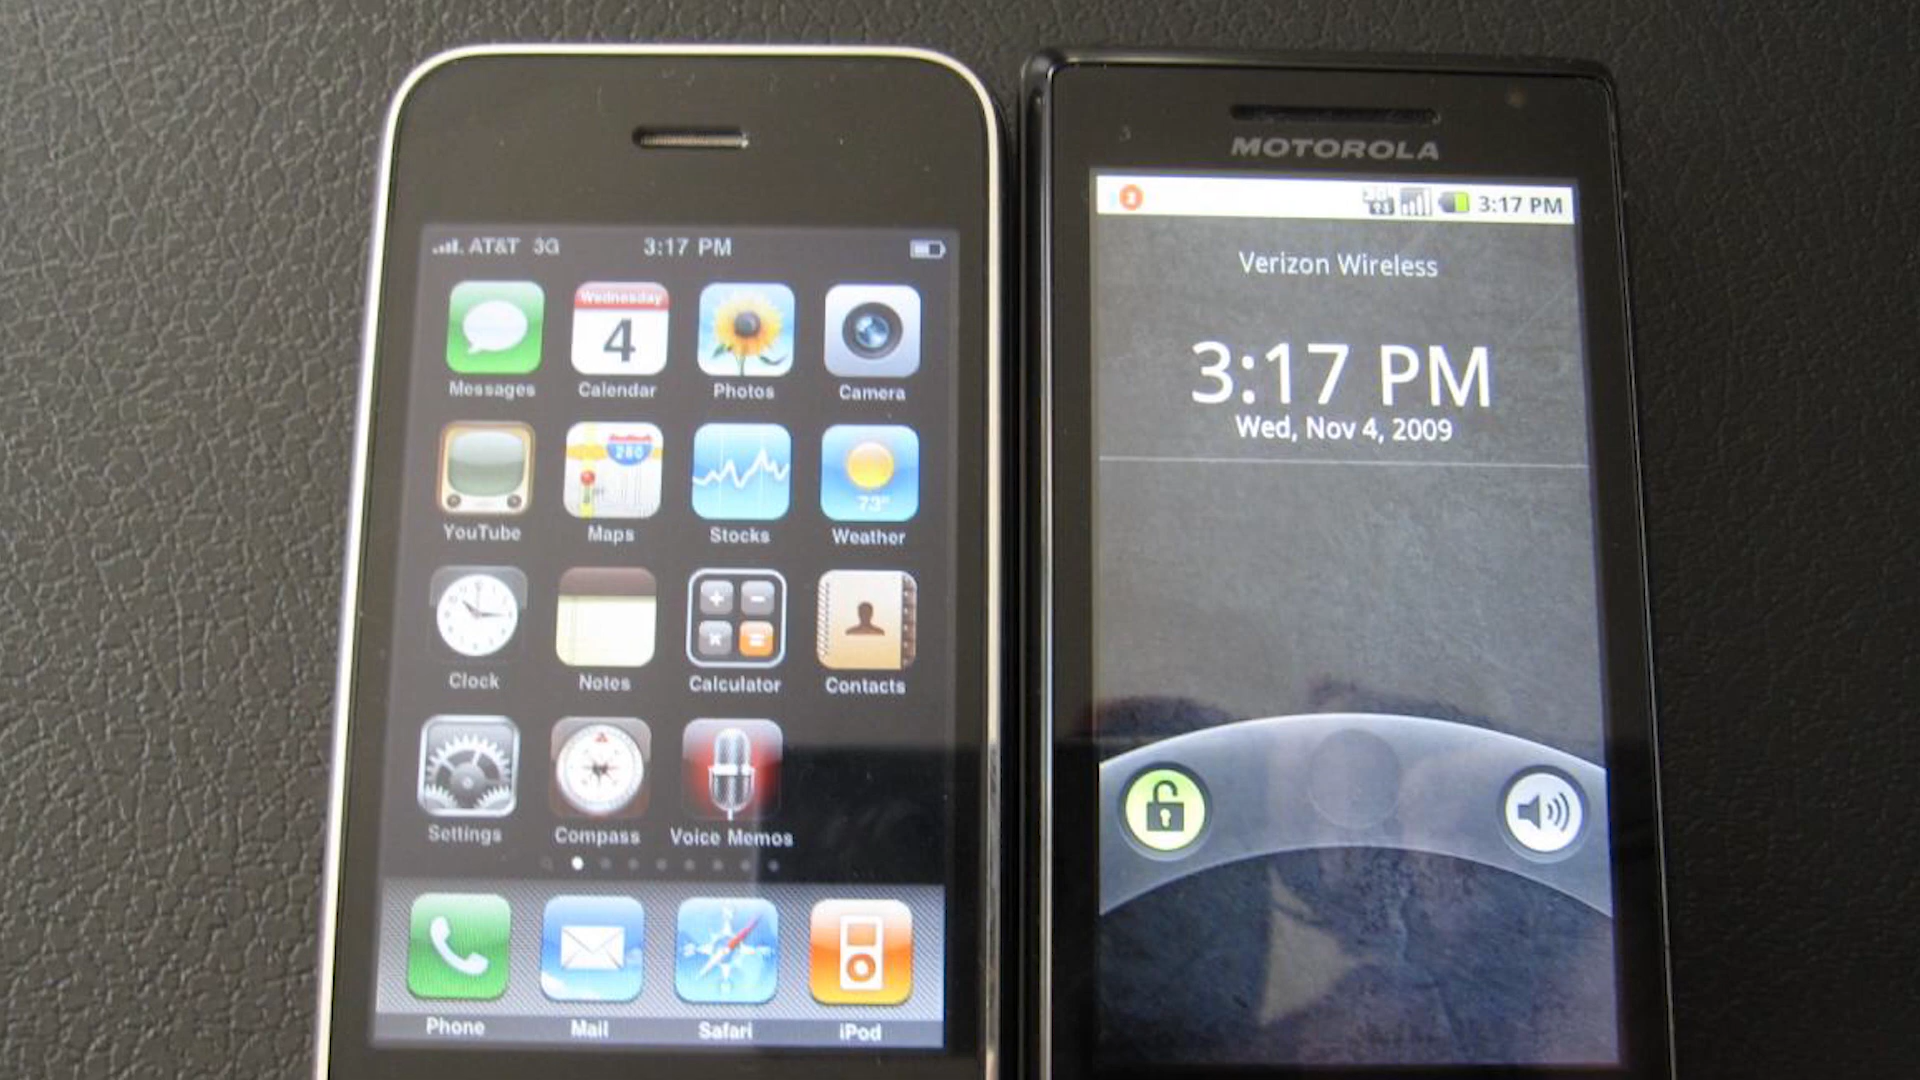 AT&T 3G 3:17 PM
Wednesday
4
Messages Calendar Photos Camera
280
73°
YouTube Maps Stocks Weather
Clock Notes Calculator Contacts
Settings Compass Voice Memos
Phone Mail Safari iPod
MOTOROLA
3:17 PM
Verizon Wireless
3:17 PM
Wed, Nov 4, 2009